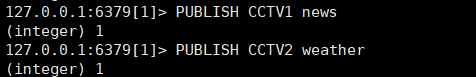 127.0.0.1:6379[1]> PUBLISH CCTV1 news
(integer) 1
127.0.0.1:6379[1]> PUBLISH CCTV2 weather
(integer) 1